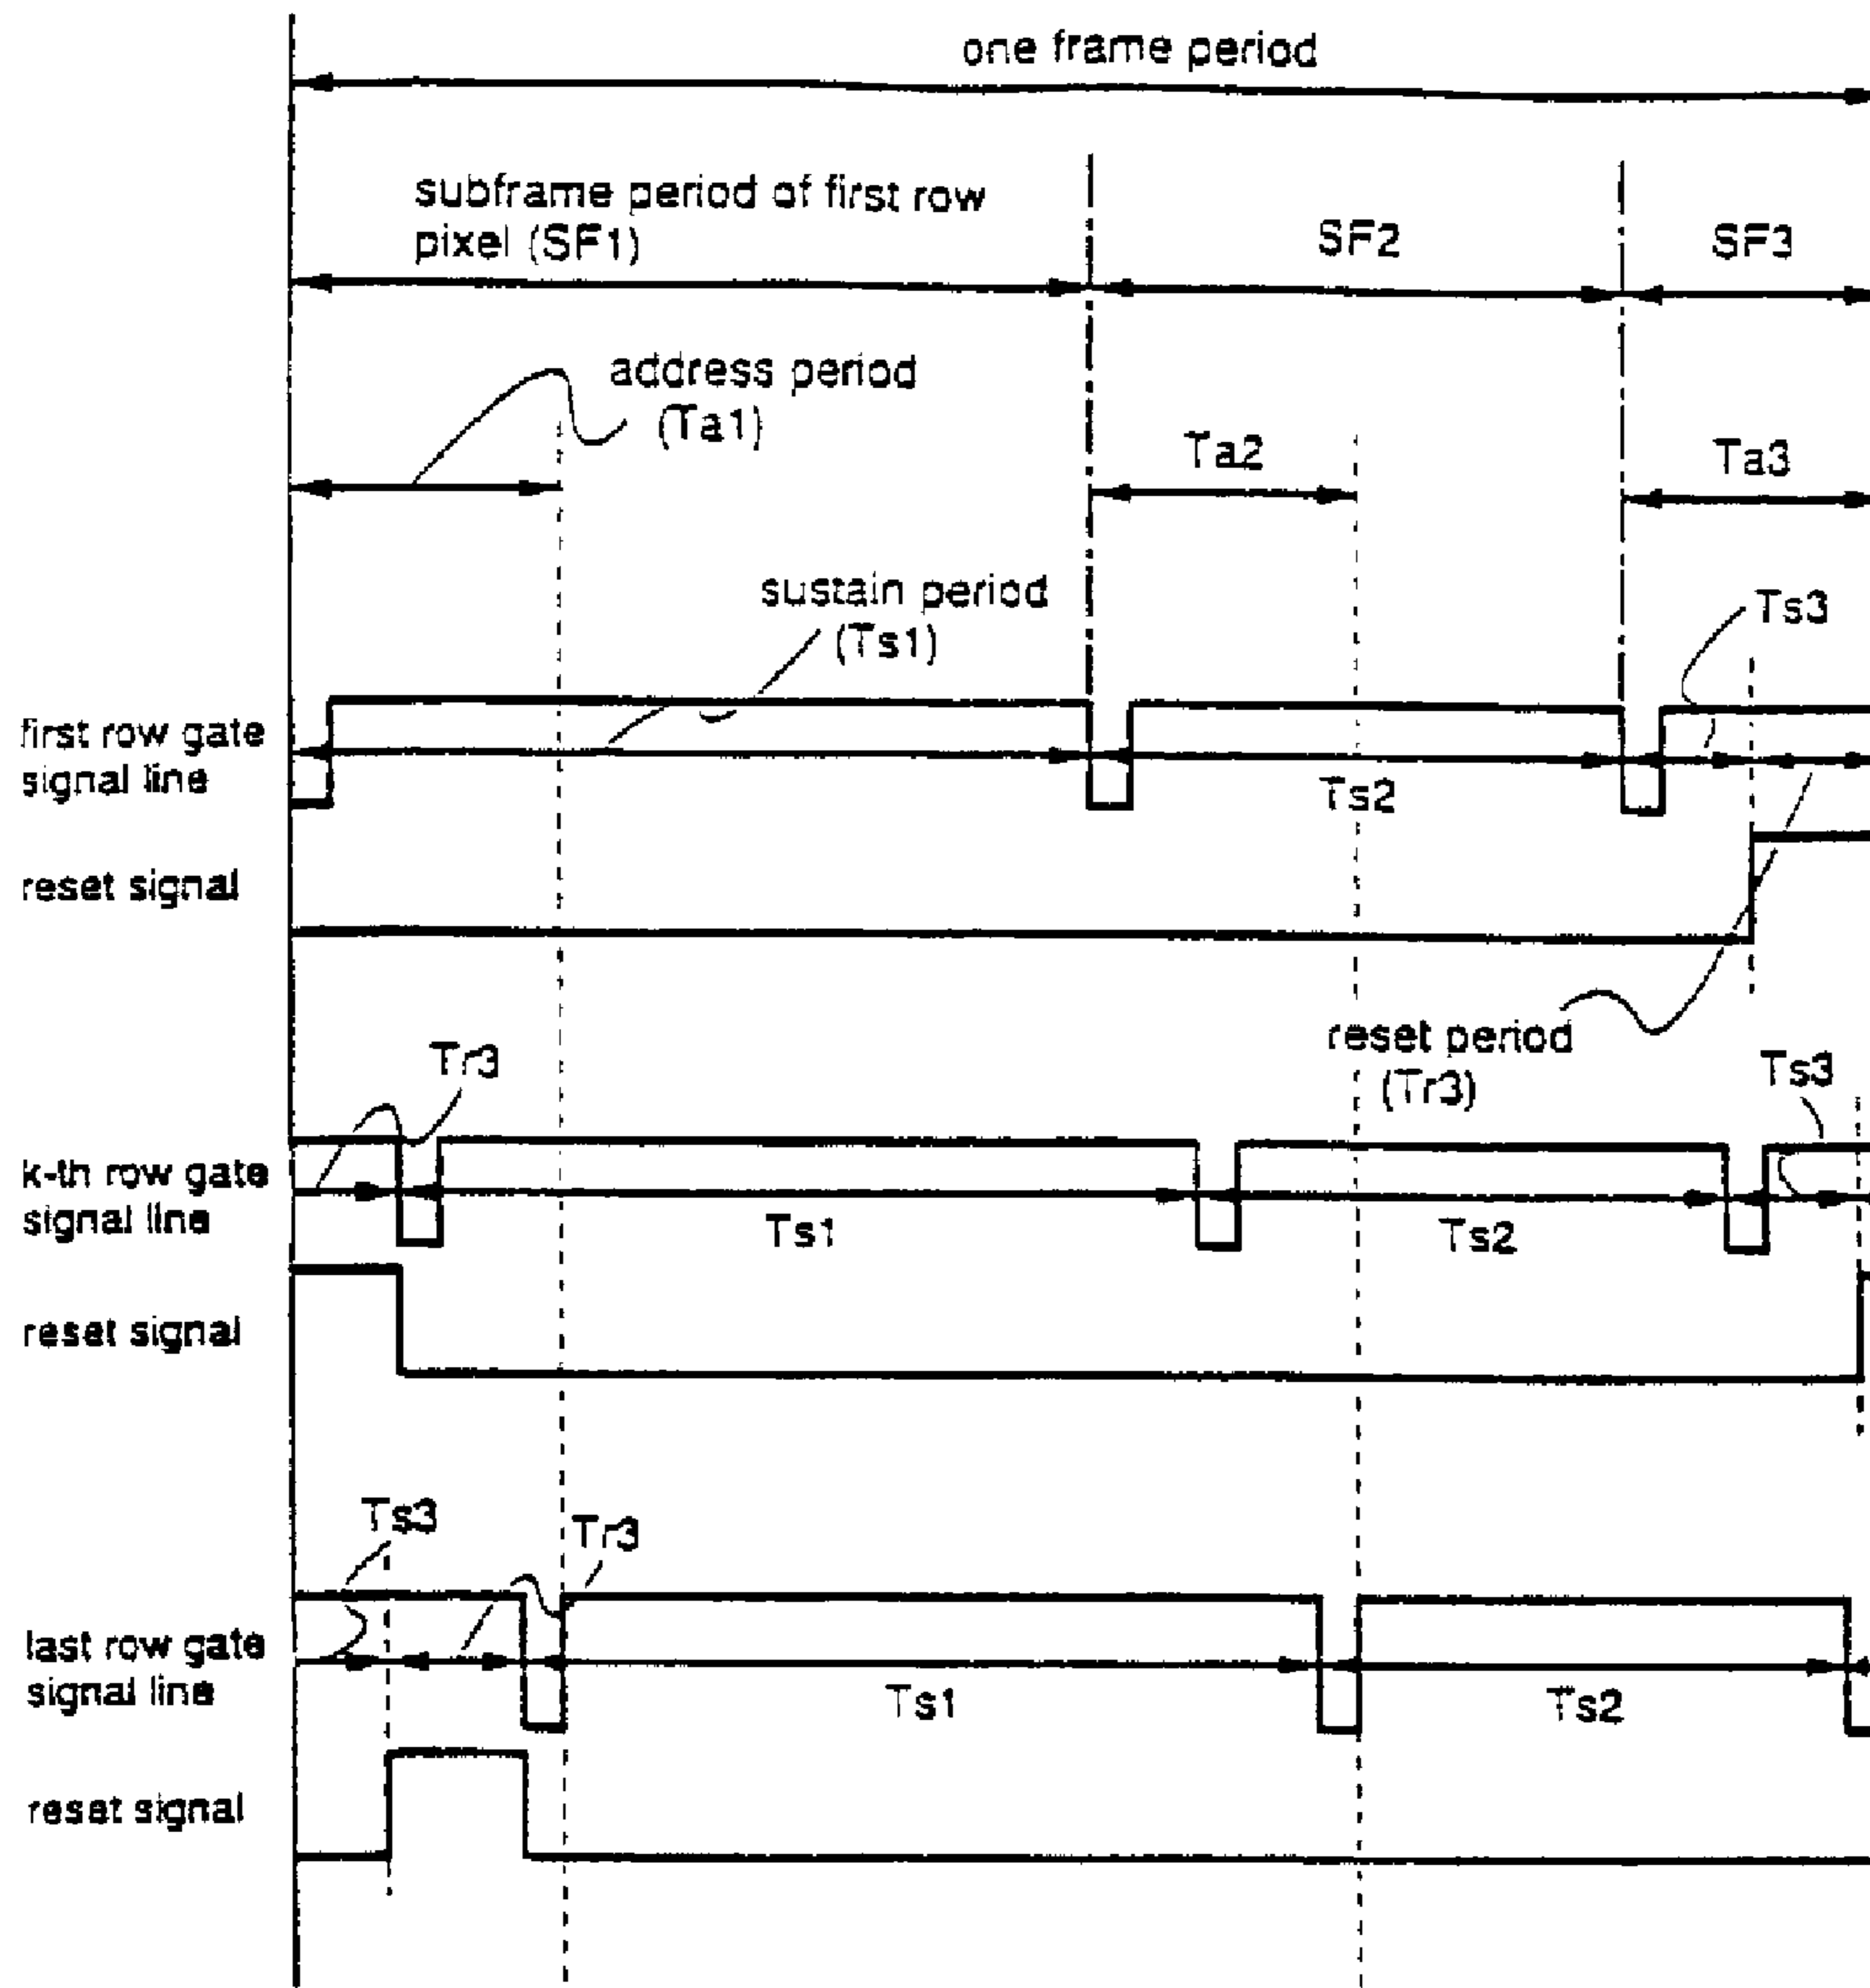 one frame period
subframe period of first row
pixel (SF1)
SF2
SF3
address period
(Ta1)
Ta2
Ta3
sustain period
(Ts1)
Ts3
first row gate
signal line
Ts2
reset signal
reset period
(Tr3)
Tr3
Ts3
k-th row gate
signal line
Ts1
Ts2
reset signal
Ts3
Tr3
last row gate
signal line
Ts1
Ts2
reset signal